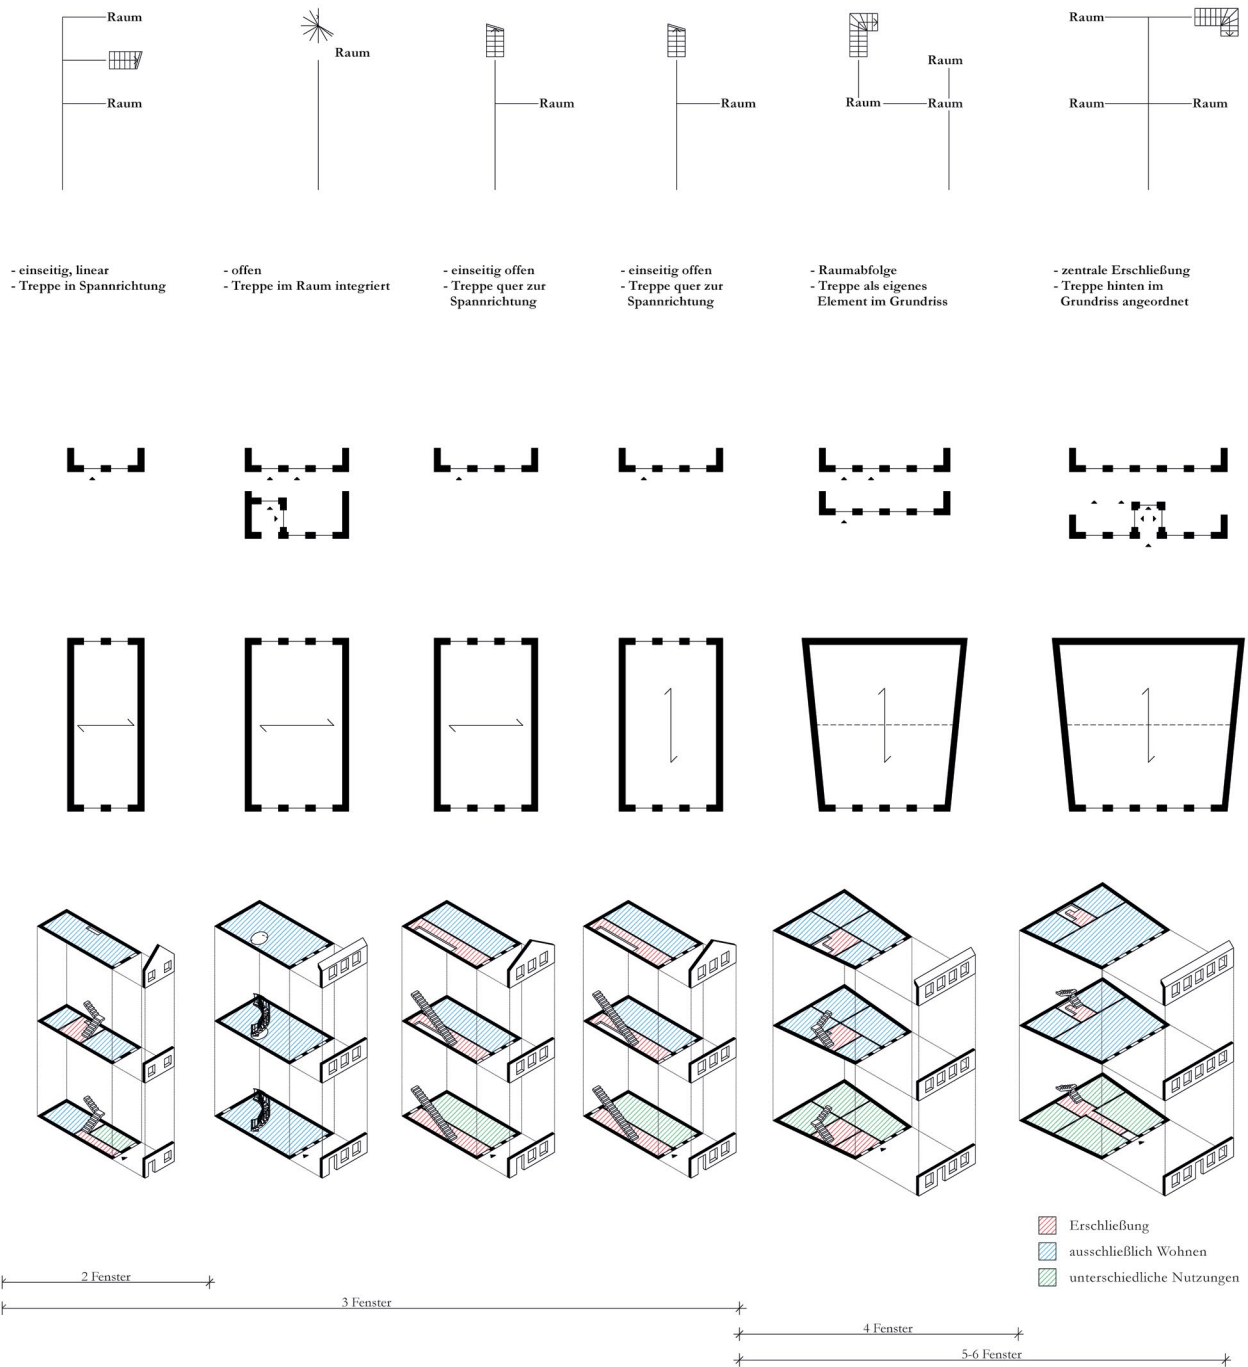 Raum
Raum
Raum
Raum
Raum
Raum
Raum
Raum
Raum
Raum
Raum
Raum
- einseitig, linear
- Treppe in Spannrichtung
- offen
- Treppe im Raum integriert
- einseitig offen
- Treppe quer zur
Spannrichtung
- einseitig offen
- Treppe quer zur
Spannrichtung
- Raumabfolge
- Treppe als eigenes
Element im Grundriss
- zentrale Erschließung
- Treppe hinten im
Grundriss angeordnet
Erschließung
ausschließlich Wohnen
unterschiedliche Nutzungen
2 Fenster
3 Fenster
4 Fenster
5-6 Fenster